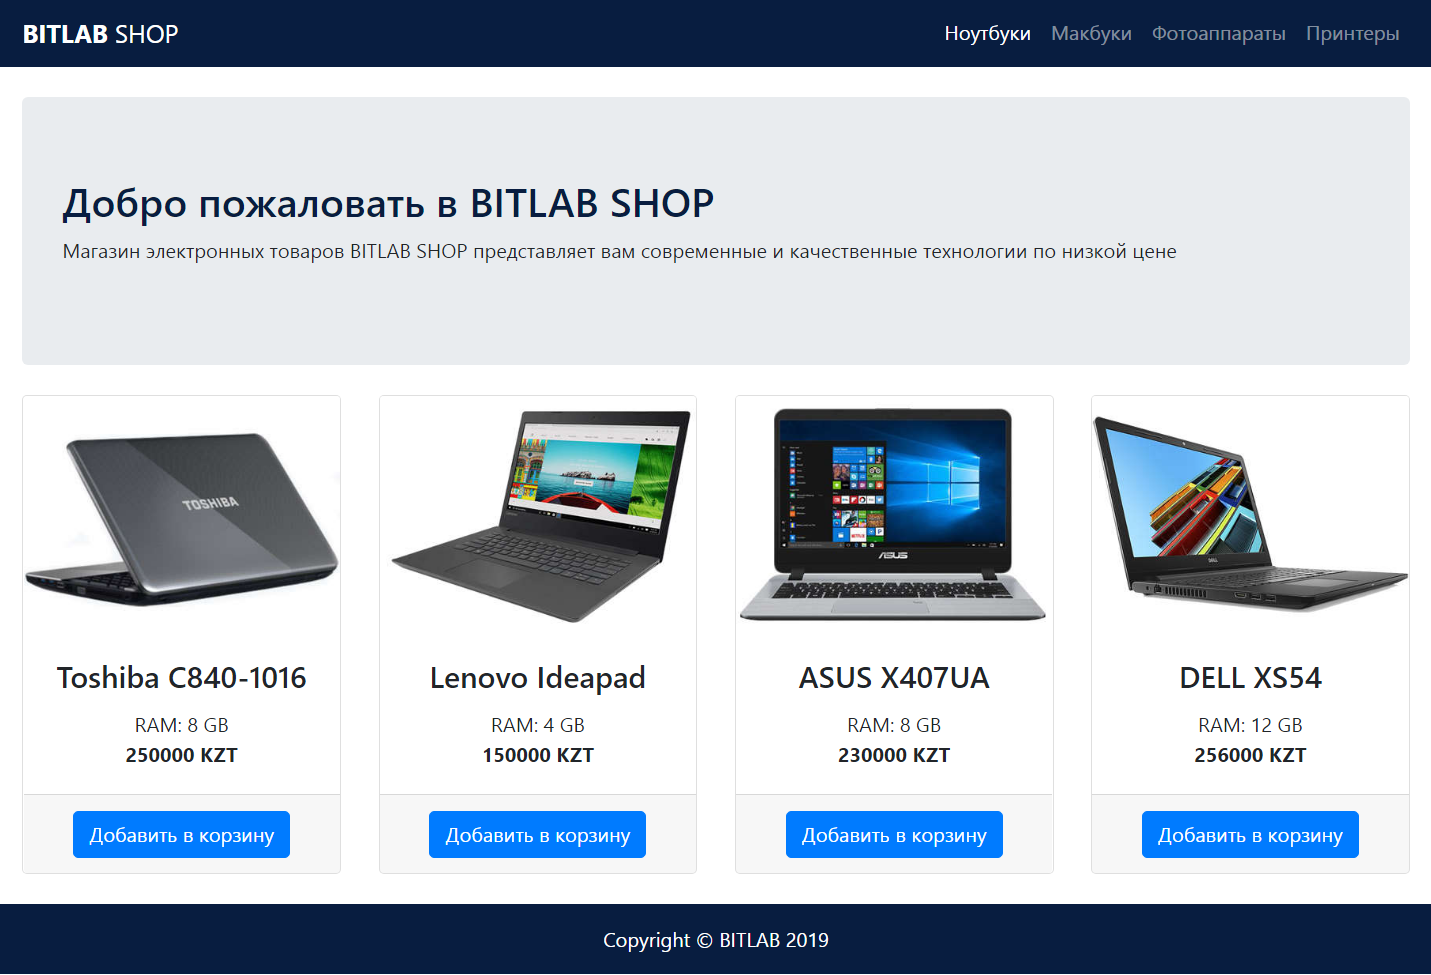 BITLAB SHOP
Ноутбуки Макбуки Фотоаппараты Принтеры
Добро пожаловать в BITLAB SHOP
Магазин электронных товаров BITLAB SHOP представляет вам современные и качественные технологии по низкой цене
TOSHIBA
ASUS
DELL
Toshiba C840-1016
RAM: 8 GB
250000 KZT
Добавить в корзину
Lenovo Ideapad
RAM: 4 GB
150000 KZT
Добавить в корзину
ASUS X407UA
RAM: 8 GB
230000 KZT
Добавить в корзину
DELL XS54
RAM: 12 GB
256000 KZT
Добавить в корзину
Copyright © BITLAB 2019